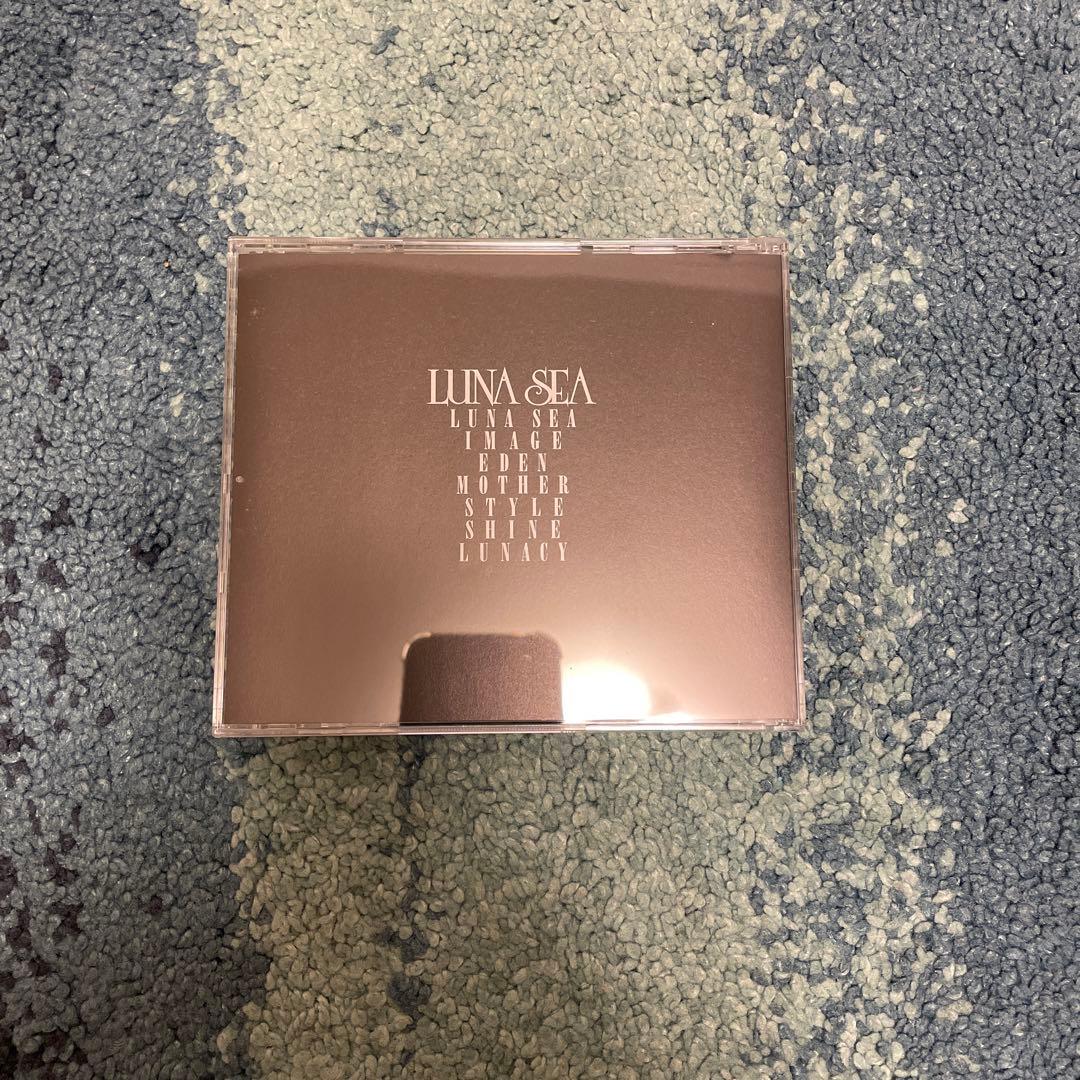 LUNA SEA
LUNA SEA
IMAGE
EDEN
MOTHER
STYLE
SHINE
LUNACY